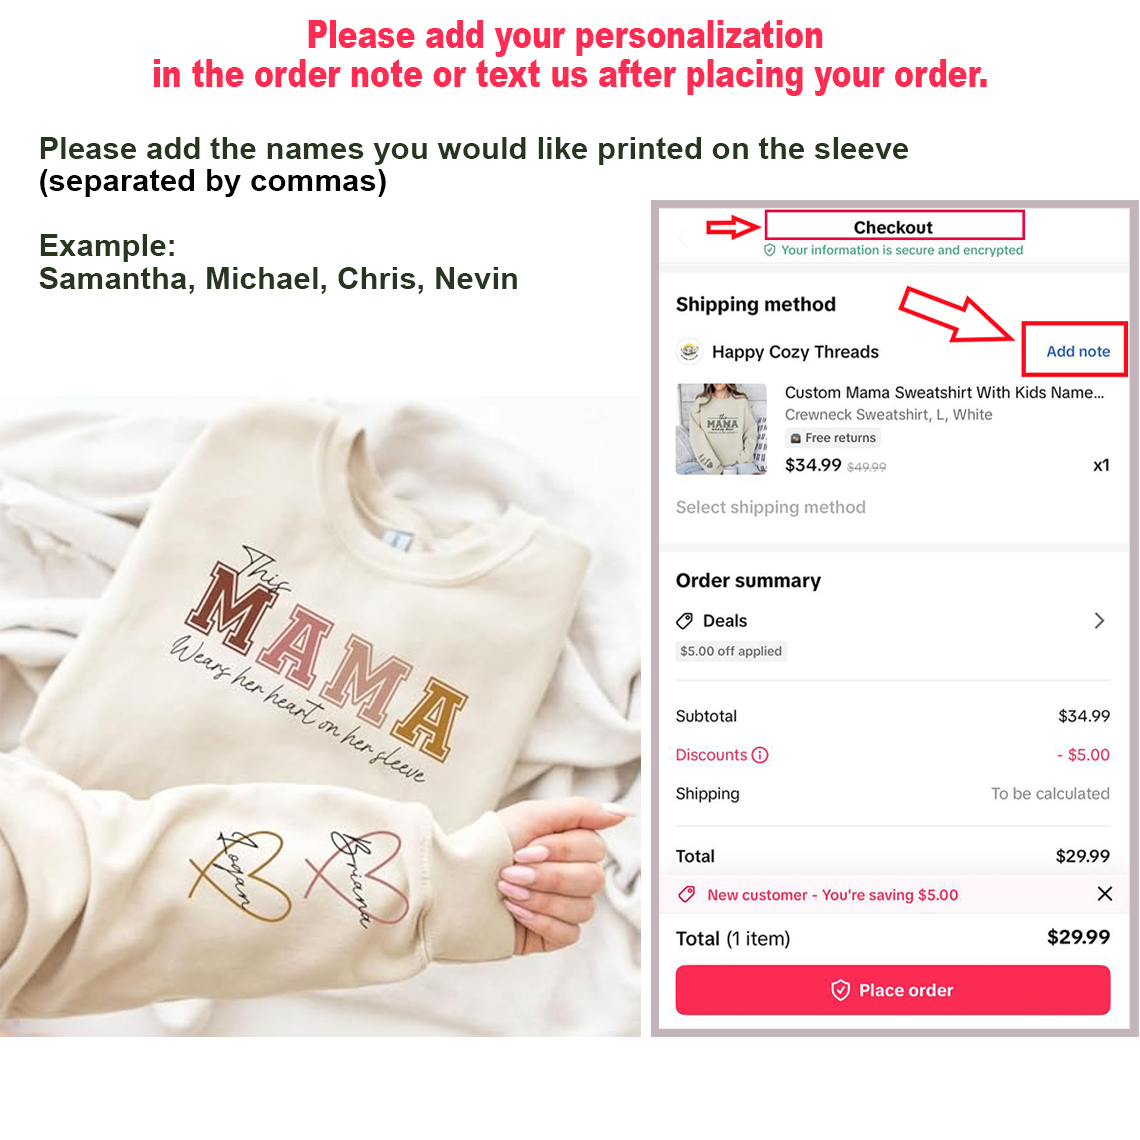 Please add your personalization
in the order note or text us after placing your order.
Please add the names you would like printed on the sleeve
(separated by commas)
Example:
Samantha, Michael, Chris, Nevin
This
MAMA
Wears her heart on her sleeve
Rogan
Briana
Checkout
Your information is secure and encrypted
Shipping method
Happy Cozy Threads
Add note
Custom Mama Sweatshirt With Kids Name...
Crewneck Sweatshirt, L, White
MAMA
Free returns
$34.99 $49.99
x1
Select shipping method
Order summary
Deals
$5.00 off applied
Subtotal
$34.99
Discounts
- $5.00
Shipping
To be calculated
Total
$29.99
New customer - You're saving $5.00
Total (1 item)
$29.99
Place order